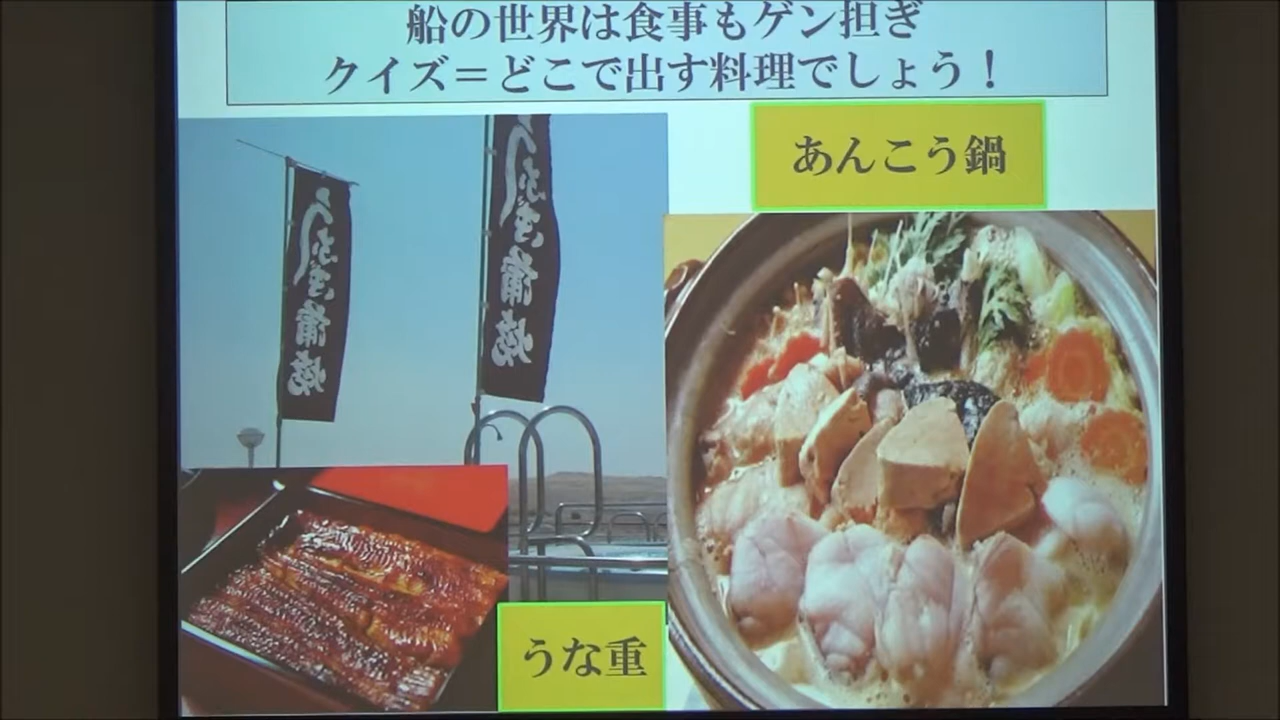 船の世界は食事もゲン担ぎ
クイズ=どこで出す料理でしょう！
あんこう鍋
うなぎ蒲焼
うなぎ蒲焼
うな重